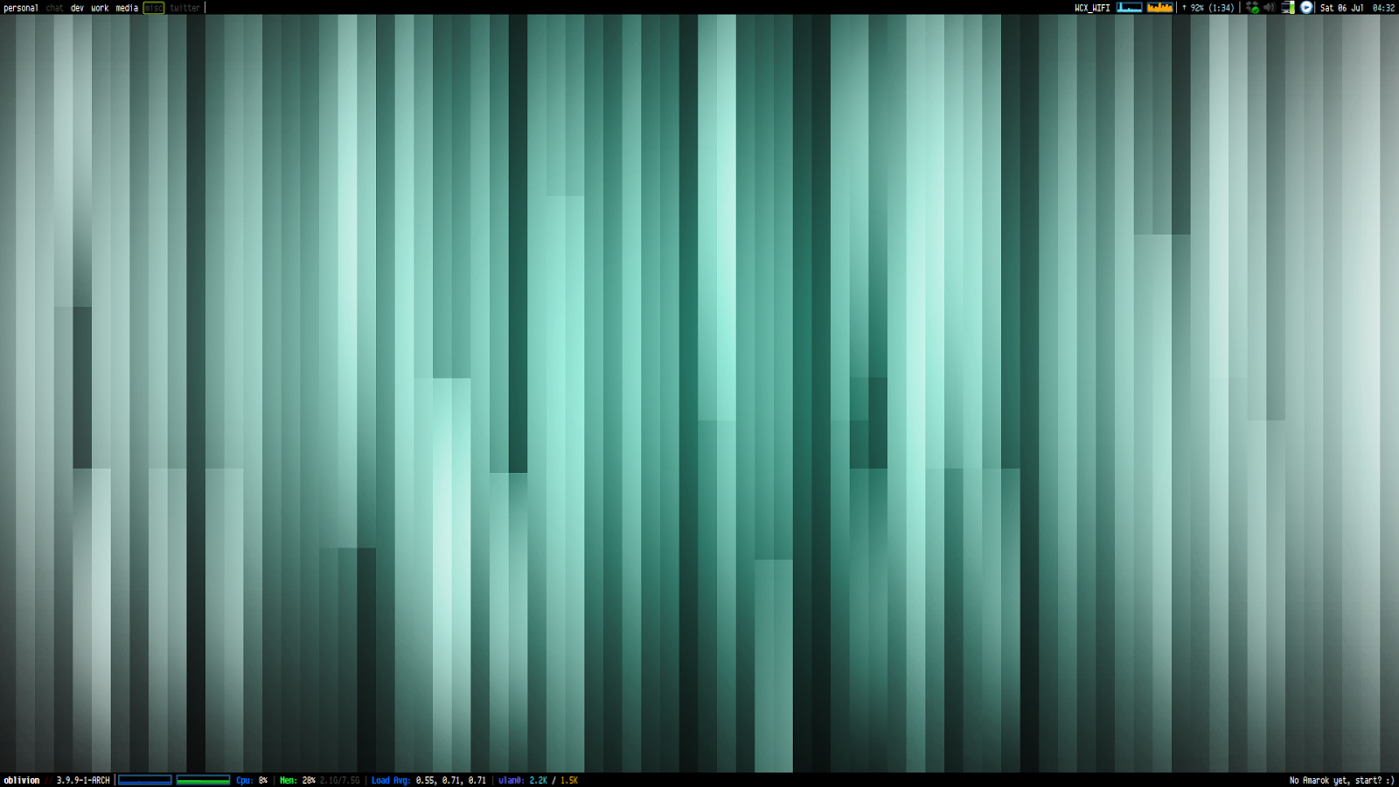 personal chat dev work media misc twitter
WCX_WIFI ↑ 92% (1:34) Sat 06 Jul 04:32
oblivion // 3.9.9-1-ARCH Cpu: 8% | Mem: 28% 2.1G/7.5G | Load Avg: 0.55, 0.71, 0.71 | wlan0: 2.2K / 1.5K
No Amarok yet, start? :)